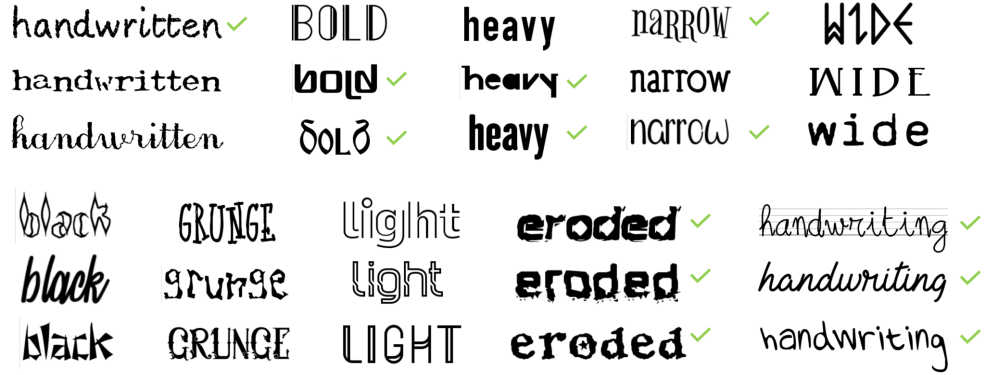 handwritten BOLD heavy naRROW WIDE
handwritten bold heavy narrow WIDE
handwritten BOLD heavy narrow wide
black GRUNGE light eroded handwriting
black grunge light eroded handwriting
black GRUNGE LIGHT eroded handwriting